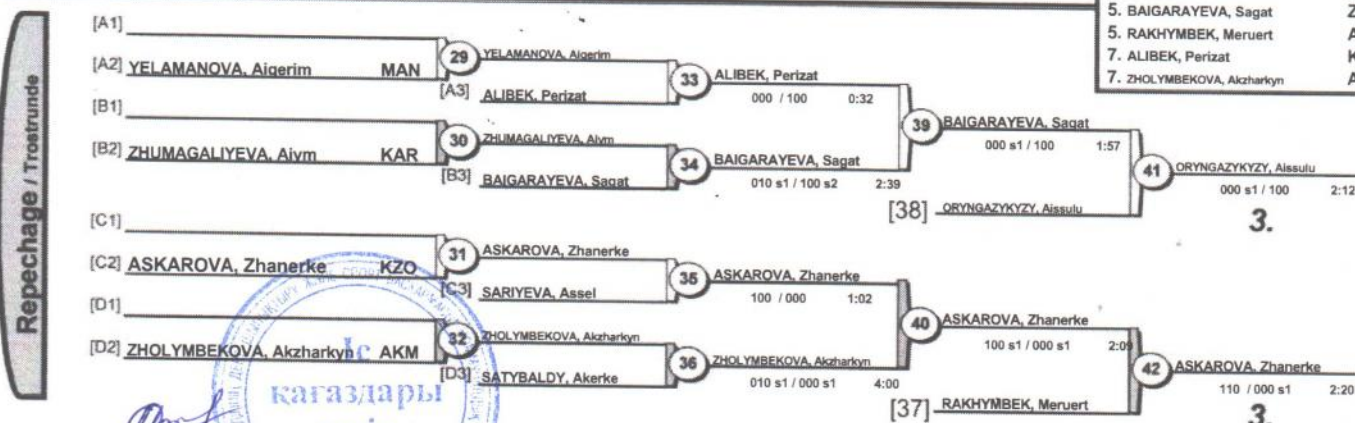 5. BAIGARAYEVA, Sagat
5. RAKHYMBEK, Meruert
7. ALIBEK, Perizat
7. ZHOLYMBEKOVA, Akzharkyn
Repechage / Trostrunde
[A1]
[A2] YELAMANOVA, Aigerim MAN
29 YELAMANOVA, Aigerim
[A3] ALIBEK, Perizat
33 ALIBEK, Perizat
000 / 100 0:32
[B1]
[B2] ZHUMAGALIYEVA, Aiym KAR
30 ZHUMAGALIYEVA, Aiym
[B3] BAIGARAYEVA, Sagat
34 BAIGARAYEVA, Sagat
010 s1 / 100 s2 2:39
39 BAIGARAYEVA, Sagat
000 s1 / 100 1:57
[38] ORYNGAZYKYZY, Aissulu
41 ORYNGAZYKYZY, Aissulu
000 s1 / 100 2:12
3.
[C1]
[C2] ASKAROVA, Zhanerke KZO
31 ASKAROVA, Zhanerke
[C3] SARIYEVA, Assel
35 ASKAROVA, Zhanerke
100 / 000 1:02
[D1]
[D2] ZHOLYMBEKOVA, Akzharkyn AKM
32 ZHOLYMBEKOVA, Akzharkyn
[D3] SATYBALDY, Akerke
36 ZHOLYMBEKOVA, Akzharkyn
010 s1 / 000 s1 4:00
40 ASKAROVA, Zhanerke
100 s1 / 000 s1 2:09
[37] RAKHYMBEK, Meruert
42 ASKAROVA, Zhanerke
110 / 000 s1 2:20
3.
Іс
қағаздары